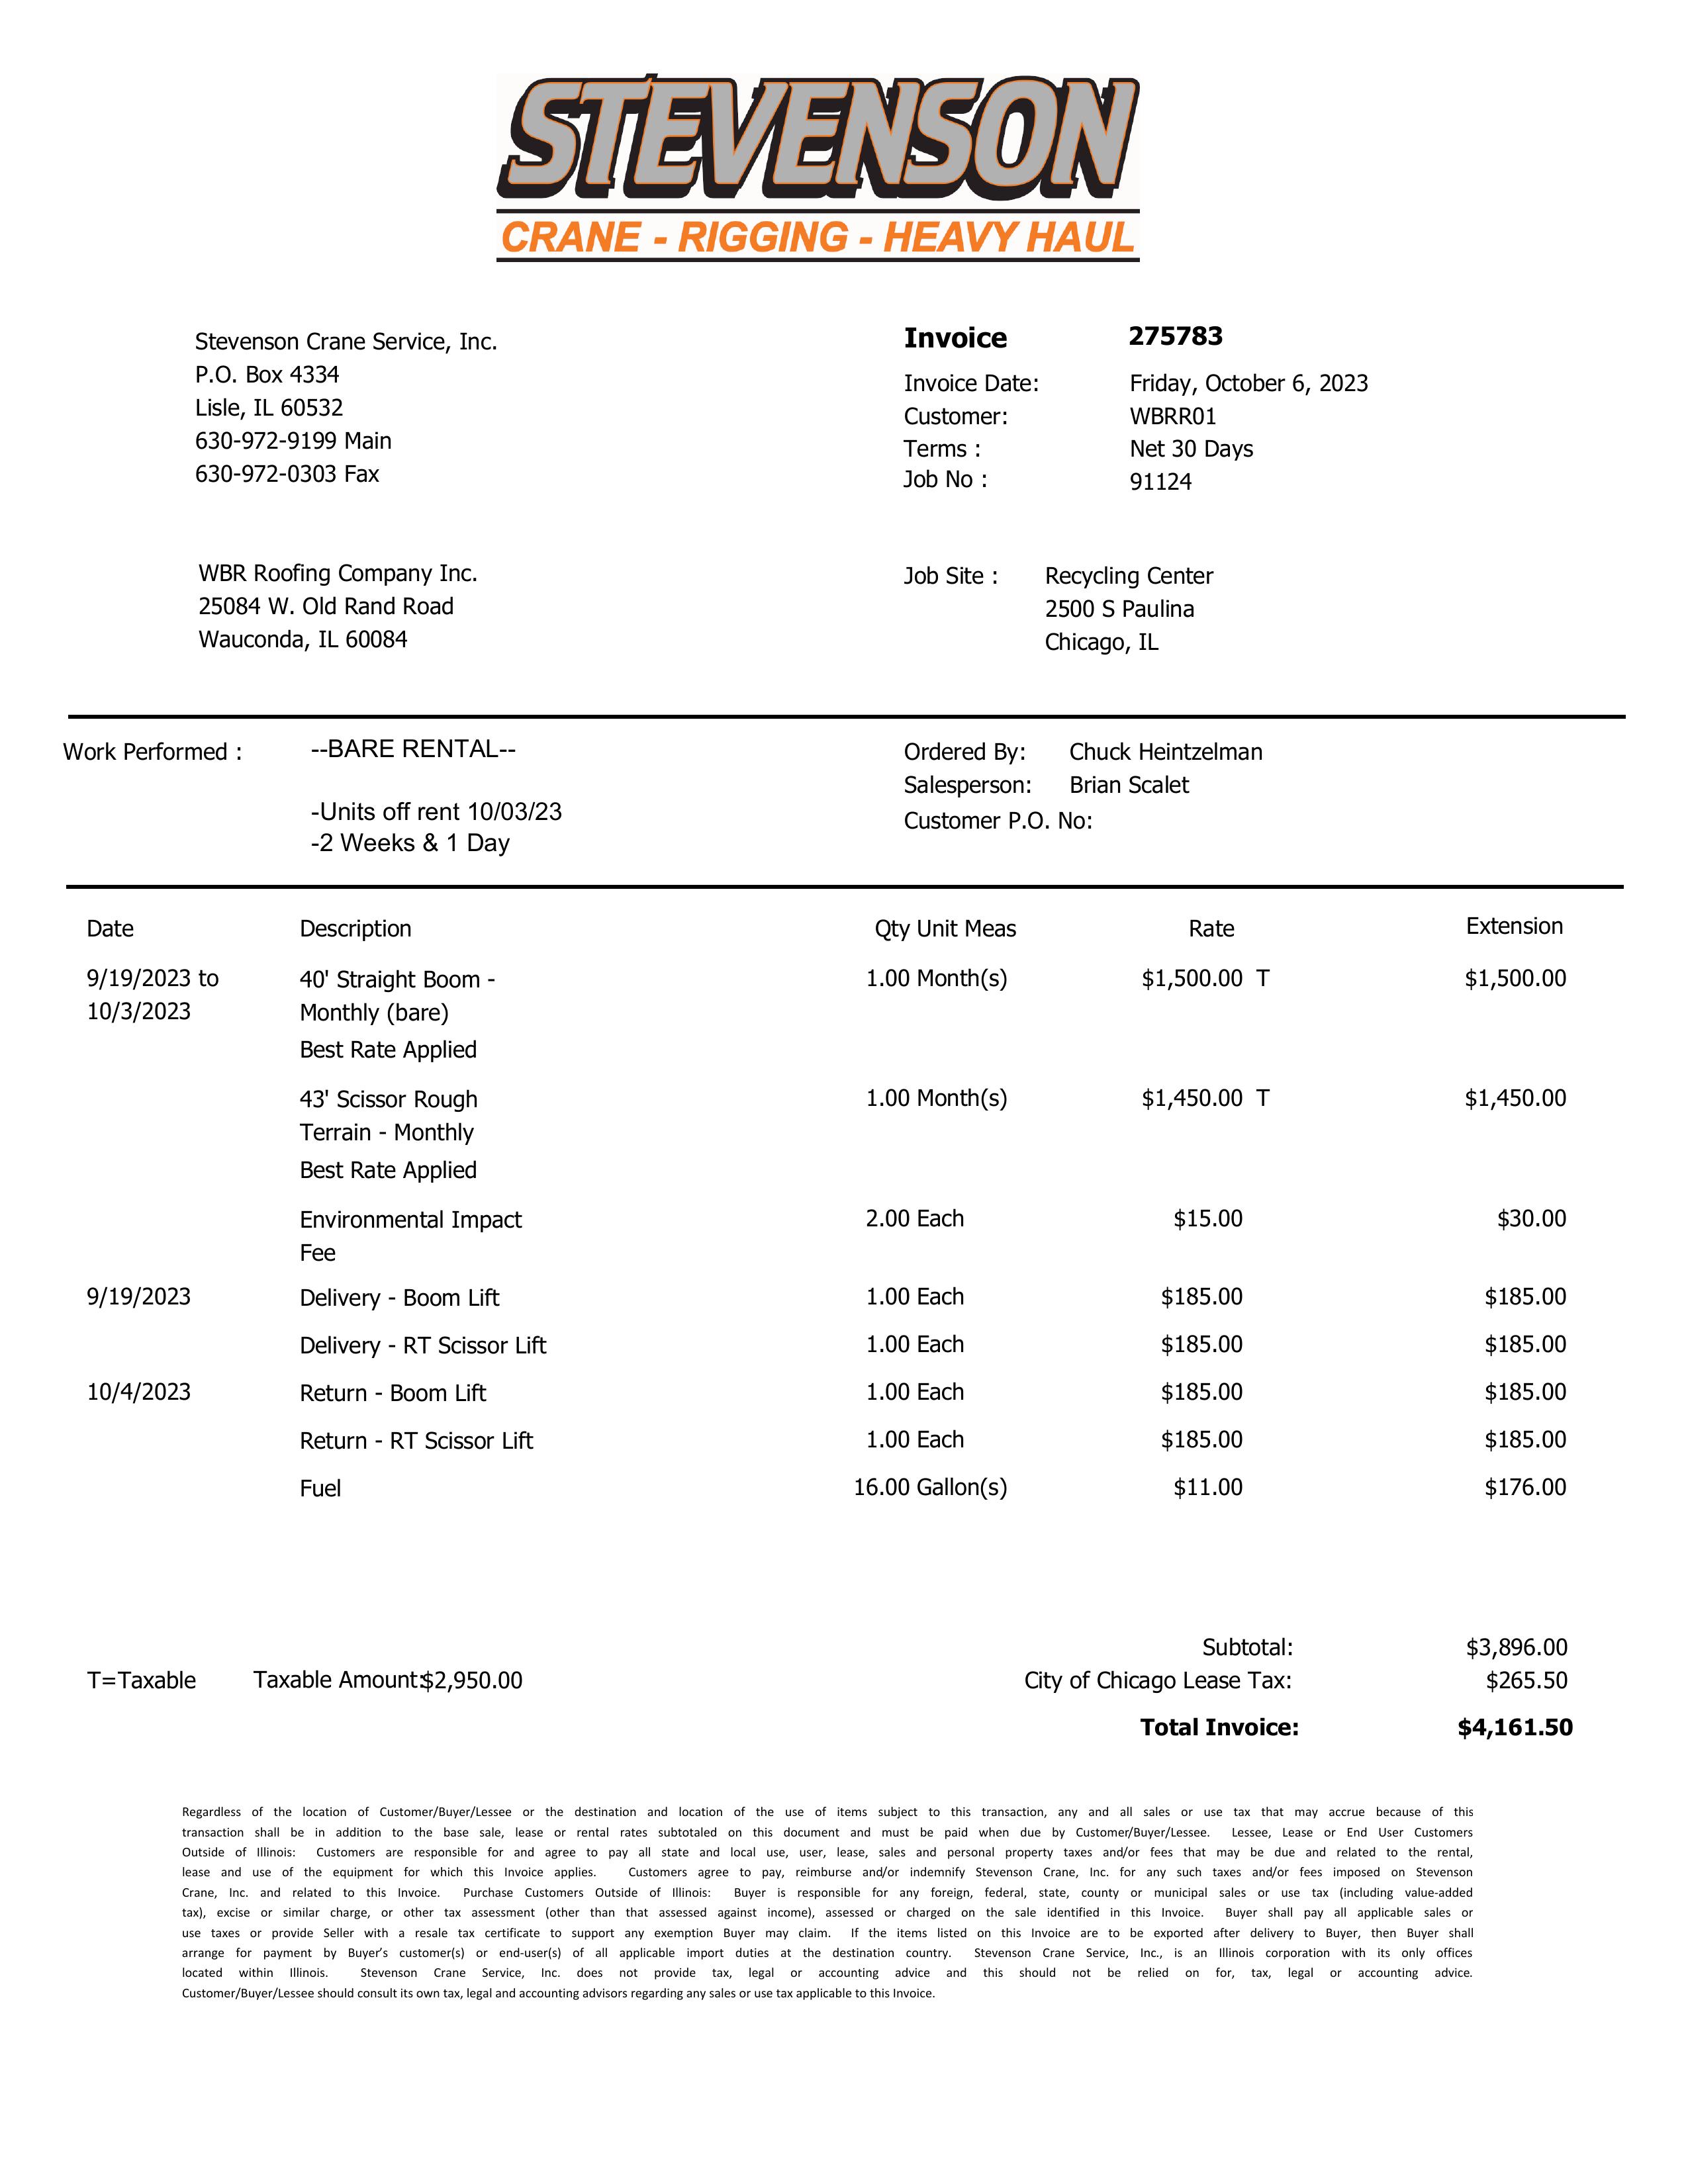 STEVENSON
CRANE - RIGGING - HEAVY HAUL
Stevenson Crane Service, Inc.
P.O. Box 4334
Lisle, IL 60532
630-972-9199 Main
630-972-0303 Fax
Invoice 275783
Invoice Date: Friday, October 6, 2023
Customer: WBRR01
Terms : Net 30 Days
Job No : 91124
WBR Roofing Company Inc.
25084 W. Old Rand Road
Wauconda, IL 60084
Job Site : Recycling Center
2500 S Paulina
Chicago, IL
Work Performed : --BARE RENTAL--
-Units off rent 10/03/23
-2 Weeks & 1 Day
Ordered By: Chuck Heintzelman
Salesperson: Brian Scalet
Customer P.O. No:
Date Description Qty Unit Meas Rate Extension
9/19/2023 to 40' Straight Boom - 1.00 Month(s) $1,500.00 T $1,500.00
10/3/2023 Monthly (bare)
Best Rate Applied
43' Scissor Rough 1.00 Month(s) $1,450.00 T $1,450.00
Terrain - Monthly
Best Rate Applied
Environmental Impact 2.00 Each $15.00 $30.00
Fee
9/19/2023 Delivery - Boom Lift 1.00 Each $185.00 $185.00
Delivery - RT Scissor Lift 1.00 Each $185.00 $185.00
10/4/2023 Return - Boom Lift 1.00 Each $185.00 $185.00
Return - RT Scissor Lift 1.00 Each $185.00 $185.00
Fuel 16.00 Gallon(s) $11.00 $176.00
Subtotal: $3,896.00
T=Taxable Taxable Amount:$2,950.00 City of Chicago Lease Tax: $265.50
Total Invoice: $4,161.50
Regardless of the location of Customer/Buyer/Lessee or the destination and location of the use of items subject to this transaction, any and all sales or use tax that may accrue because of this
transaction shall be in addition to the base sale, lease or rental rates subtotaled on this document and must be paid when due by Customer/Buyer/Lessee. Lessee, Lease or End User Customers
Outside of Illinois: Customers are responsible for and agree to pay all state and local use, user, lease, sales and personal property taxes and/or fees that may be due and related to the rental,
lease and use of the equipment for which this Invoice applies. Customers agree to pay, reimburse and/or indemnify Stevenson Crane, Inc. for any such taxes and/or fees imposed on Stevenson
Crane, Inc. and related to this Invoice. Purchase Customers Outside of Illinois: Buyer is responsible for any foreign, federal, state, county or municipal sales or use tax (including value-added
tax), excise or similar charge, or other tax assessment (other than that assessed against income), assessed or charged on the sale identified in this Invoice. Buyer shall pay all applicable sales or
use taxes or provide Seller with a resale tax certificate to support any exemption Buyer may claim. If the items listed on this Invoice are to be exported after delivery to Buyer, then Buyer shall
arrange for payment by Buyer’s customer(s) or end-user(s) of all applicable import duties at the destination country. Stevenson Crane Service, Inc., is an Illinois corporation with its only offices
located within Illinois. Stevenson Crane Service, Inc. does not provide tax, legal or accounting advice and this should not be relied on for, tax, legal or accounting advice.
Customer/Buyer/Lessee should consult its own tax, legal and accounting advisors regarding any sales or use tax applicable to this Invoice.